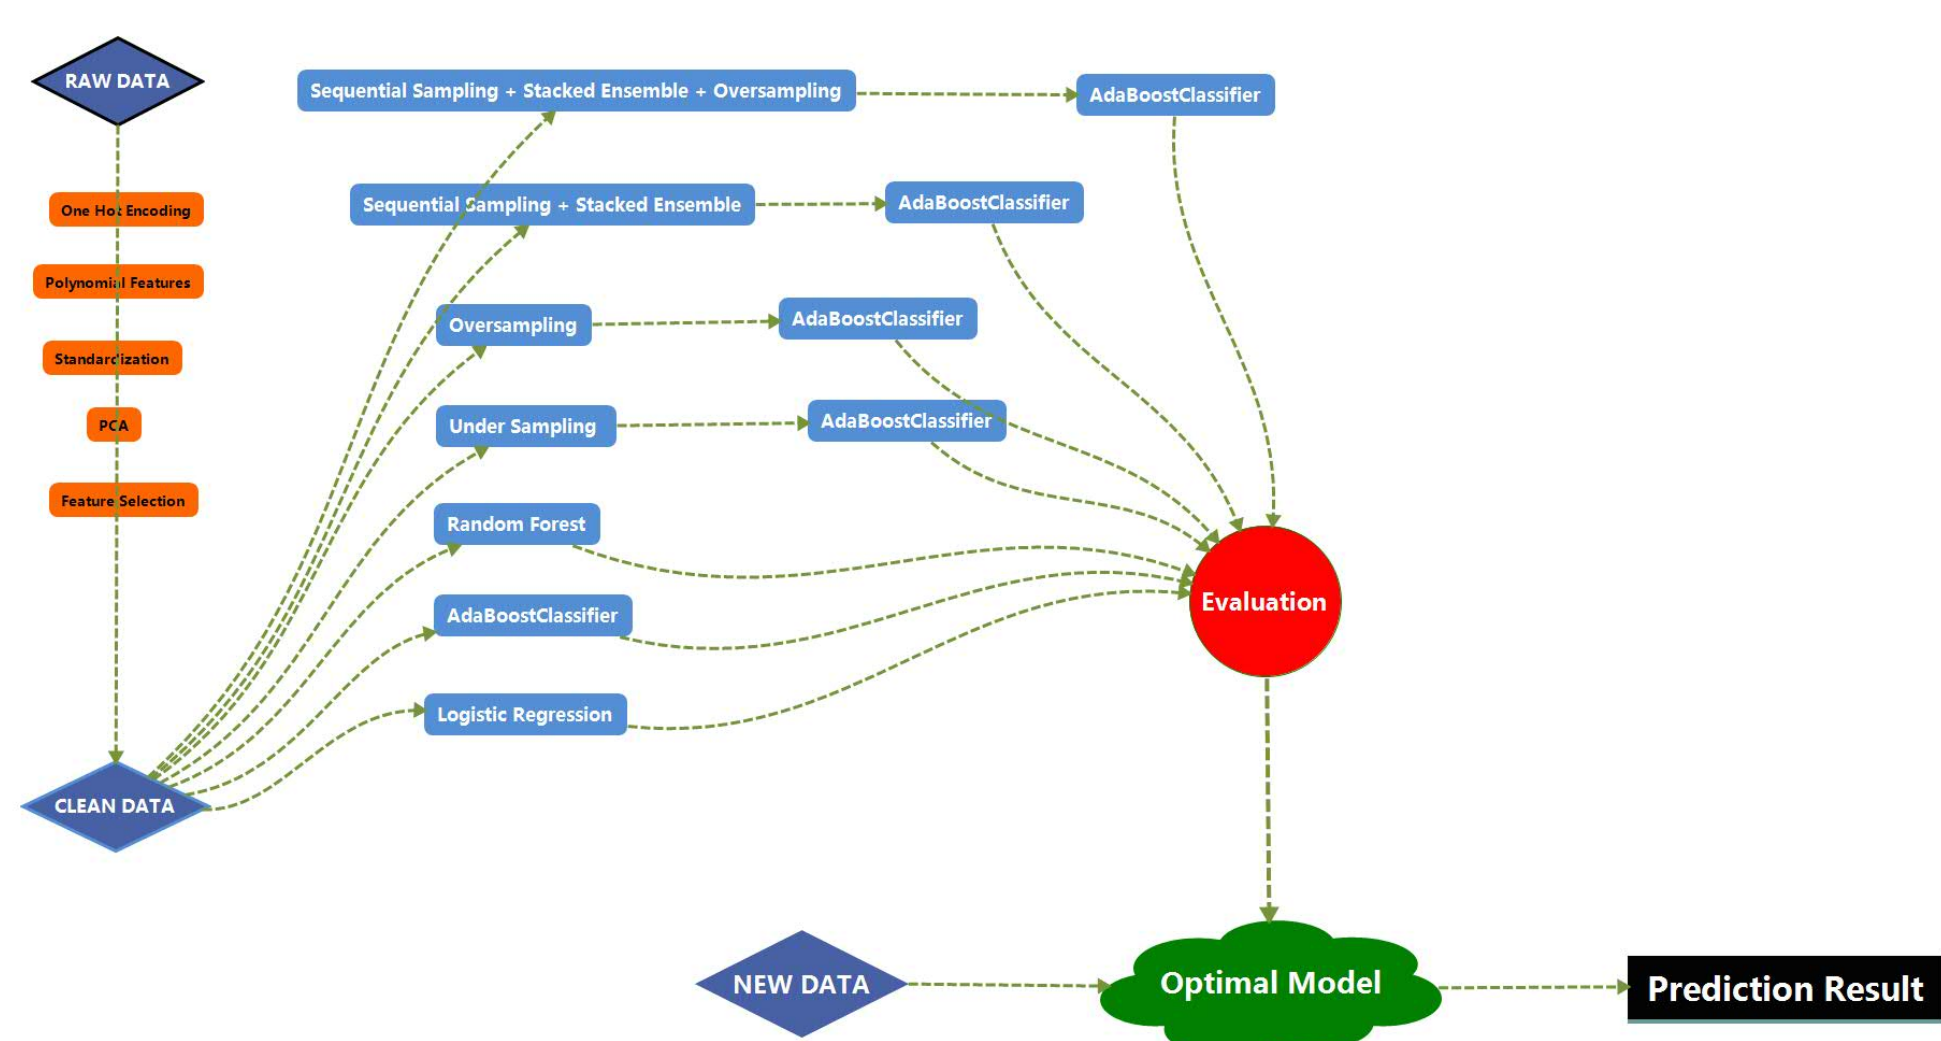 RAW DATA
One Hot Encoding
Polynomial Features
Standardization
PCA
Feature Selection
CLEAN DATA
Sequential Sampling + Stacked Ensemble + Oversampling
AdaBoostClassifier
Sequential Sampling + Stacked Ensemble
AdaBoostClassifier
Oversampling
AdaBoostClassifier
Under Sampling
AdaBoostClassifier
Random Forest
AdaBoostClassifier
Logistic Regression
Evaluation
NEW DATA
Optimal Model
Prediction Result